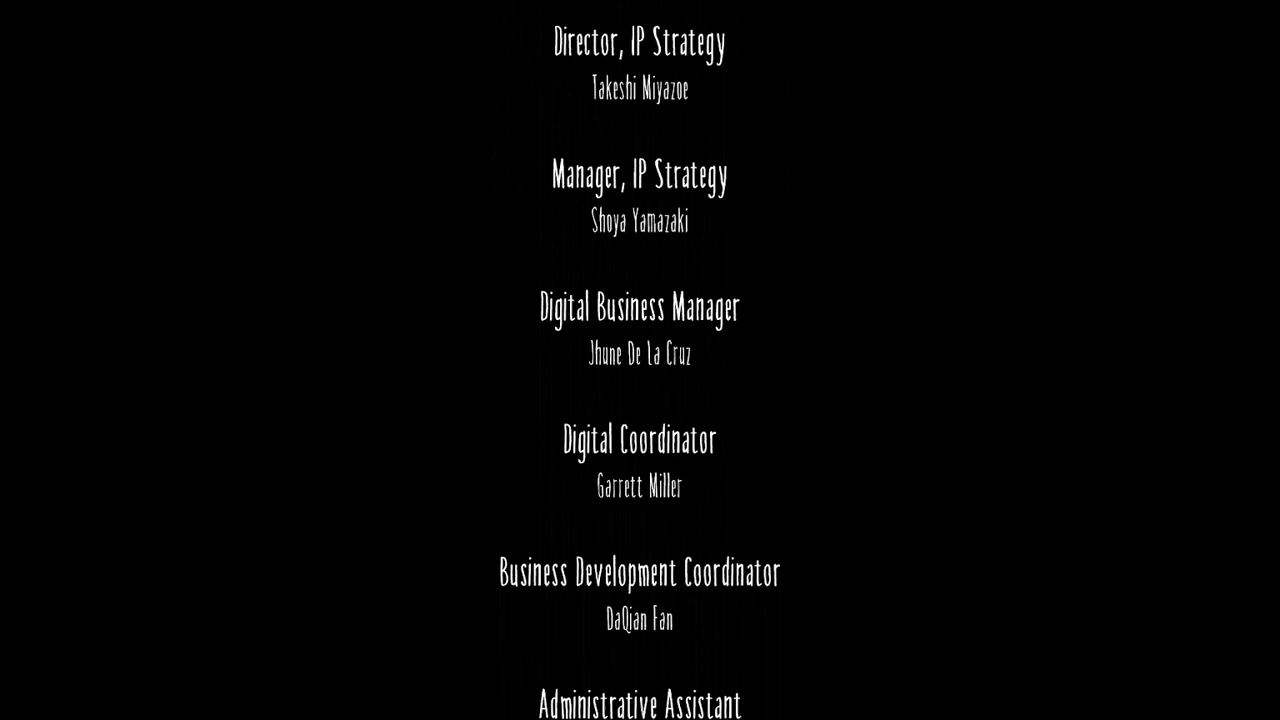 Director, IP Strategy
Takeshi Miyazoe
Manager, IP Strategy
Shoya Yamazaki
Digital Business Manager
Jhune De La Cruz
Digital Coordinator
Garrett Miller
Business Development Coordinator
DaQian Fan
Administrative Assistant